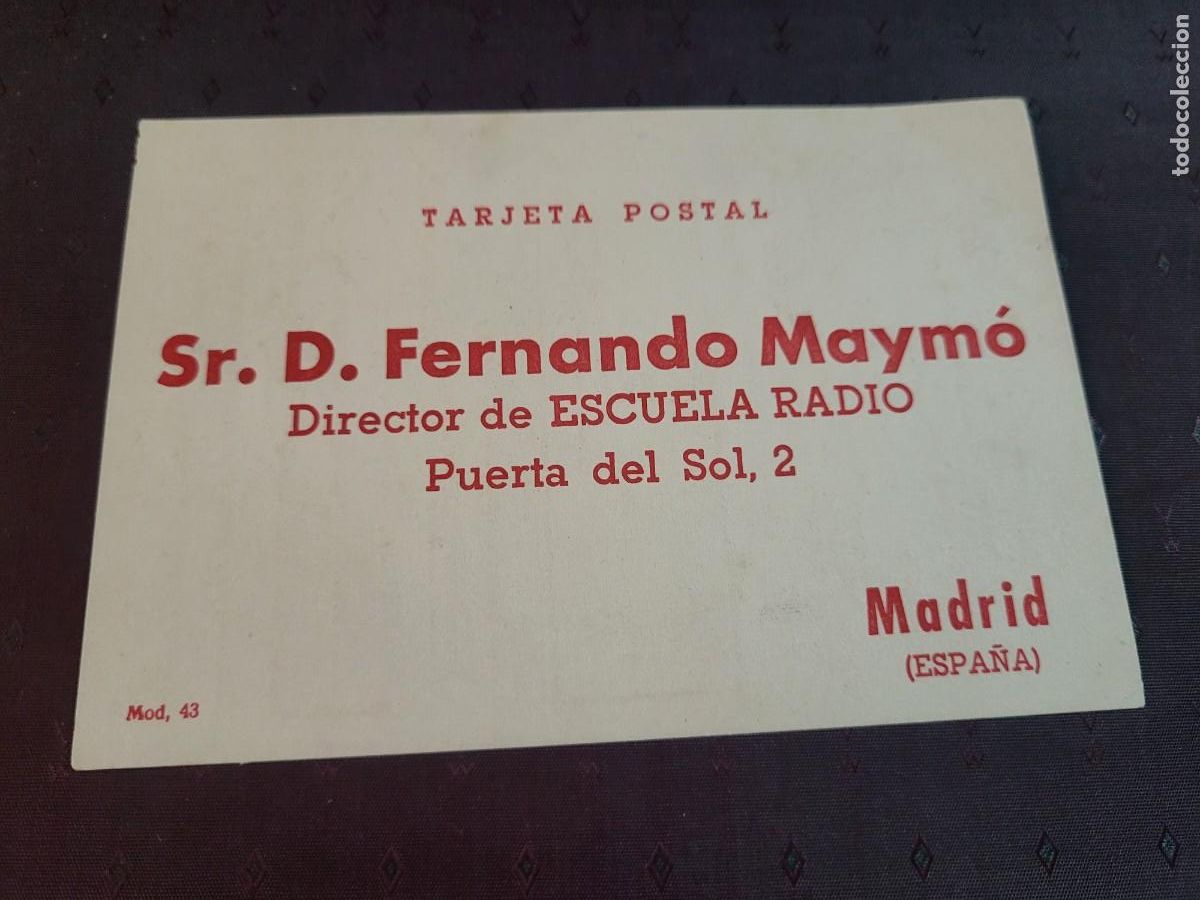 TARJETA POSTAL
Sr. D. Fernando Maymó
Director de ESCUELA RADIO
Puerta del Sol, 2
Madrid
(ESPAÑA)
Mod, 43
todocoleccion